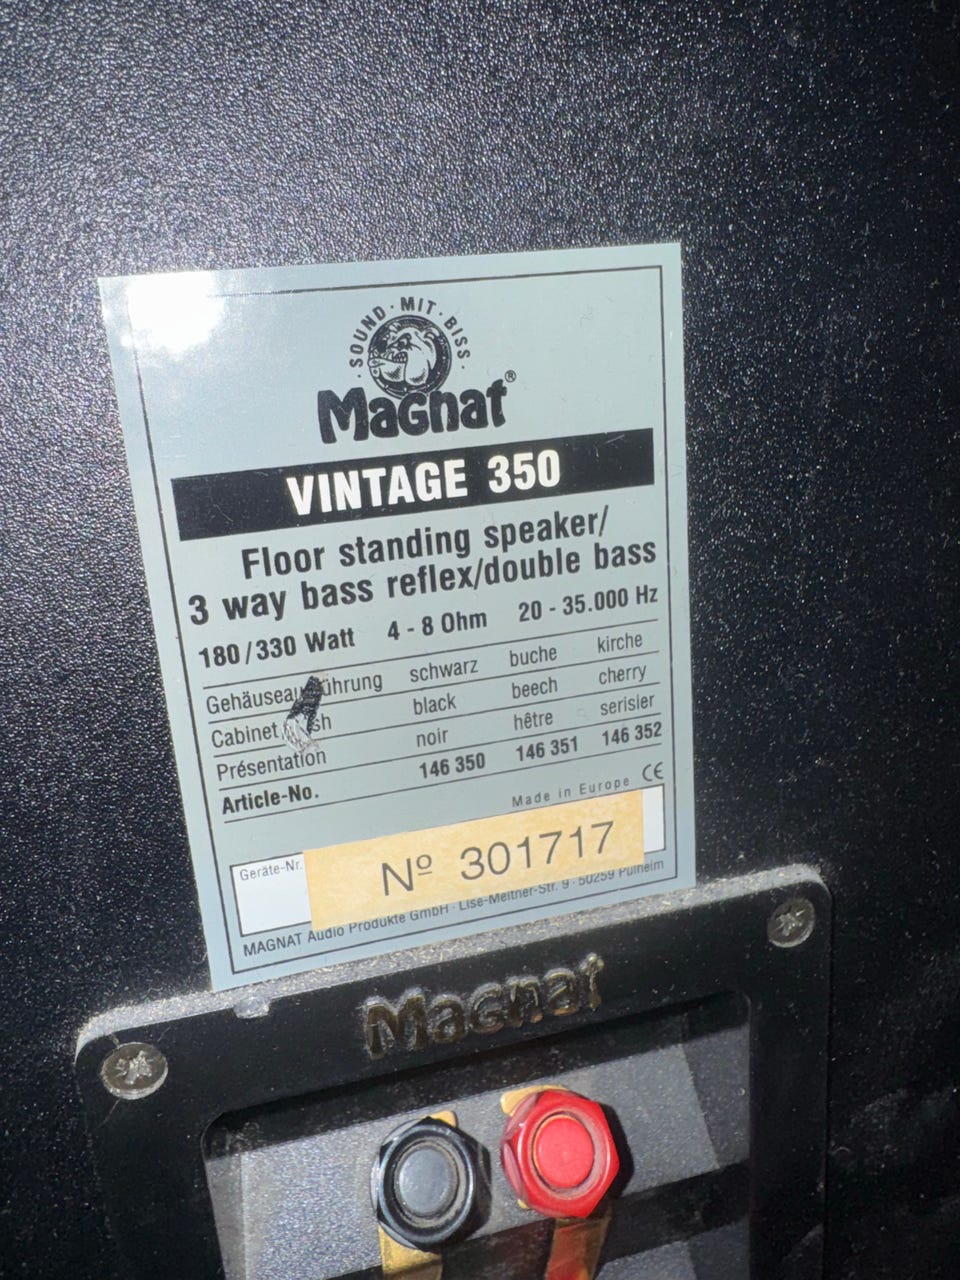 · SOUND · MIT · BISS ·
Magnat®
VINTAGE 350
Floor standing speaker/
3 way bass reflex/double bass
180/330 Watt 4 - 8 Ohm 20 - 35.000 Hz
schwarz buche kirche
Cabinet black beech cherry
Présentation noir hêtre serisier
Article-No. 146 350 146 351 146 352
Made in Europe CE
Geräte-Nr. Nº 301717
MAGNAT Audio Produkte GmbH · Lise-Meitner-Str. 9 · 50259 Pulheim
Magnat